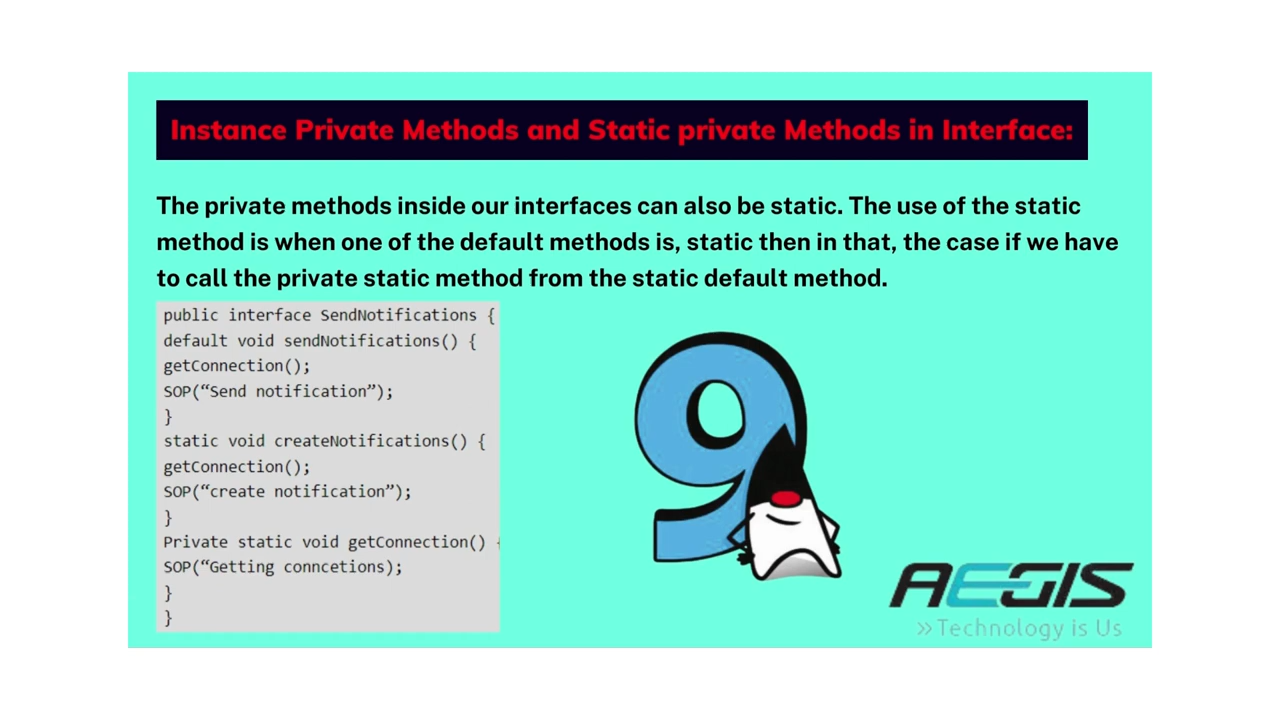 Instance Private Methods and Static private Methods in Interface:
The private methods inside our interfaces can also be static. The use of the static
method is when one of the default methods is, static then in that, the case if we have
to call the private static method from the static default method.
public interface SendNotifications {
default void sendNotifications() {
getConnection();
SOP(“Send notification”);
}
static void createNotifications() {
getConnection();
SOP(“create notification”);
}
Private static void getConnection() {
SOP(“Getting conncetions);
}
}
9
AEGIS
»Technology is Us